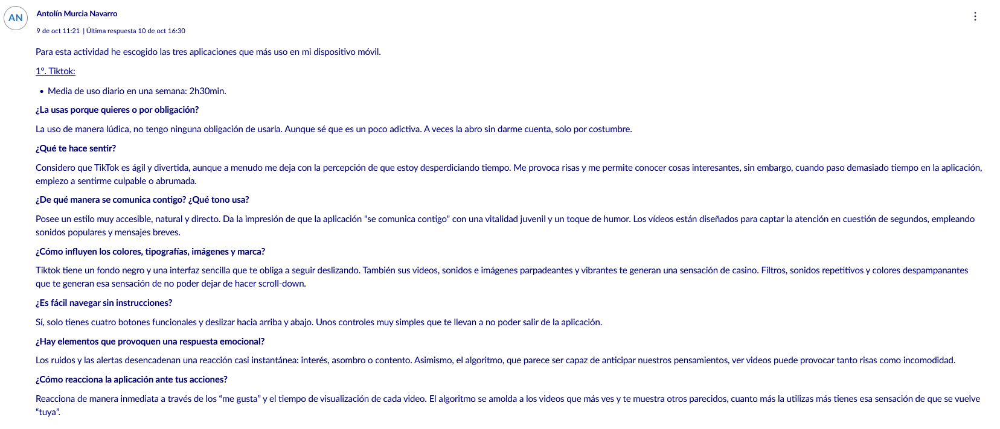 AN
Antolín Murcia Navarro
9 de oct 11:21 | Última respuesta 10 de oct 16:30
Para esta actividad he escogido las tres aplicaciones que más uso en mi dispositivo móvil.
1º. Tiktok:
• Media de uso diario en una semana: 2h30min.
¿La usas porque quieres o por obligación?
La uso de manera lúdica, no tengo ninguna obligación de usarla. Aunque sé que es un poco adictiva. A veces la abro sin darme cuenta, solo por costumbre.
¿Qué te hace sentir?
Considero que TikTok es ágil y divertida, aunque a menudo me deja con la percepción de que estoy desperdiciando tiempo. Me provoca risas y me permite conocer cosas interesantes, sin embargo, cuando paso demasiado tiempo en la aplicación,
empiezo a sentirme culpable o abrumada.
¿De qué manera se comunica contigo? ¿Qué tono usa?
Posee un estilo muy accesible, natural y directo. Da la impresión de que la aplicación "se comunica contigo" con una vitalidad juvenil y un toque de humor. Los vídeos están diseñados para captar la atención en cuestión de segundos, empleando
sonidos populares y mensajes breves.
¿Cómo influyen los colores, tipografías, imágenes y marca?
Tiktok tiene un fondo negro y una interfaz sencilla que te obliga a seguir deslizando. También sus videos, sonidos e imágenes parpadeantes y vibrantes te generan una sensación de casino. Filtros, sonidos repetitivos y colores despampanantes
que te generan esa sensación de no poder dejar de hacer scroll-down.
¿Es fácil navegar sin instrucciones?
Sí, solo tienes cuatro botones funcionales y deslizar hacia arriba y abajo. Unos controles muy simples que te llevan a no poder salir de la aplicación.
¿Hay elementos que provoquen una respuesta emocional?
Los ruidos y las alertas desencadenan una reacción casi instantánea: interés, asombro o contento. Asimismo, el algoritmo, que parece ser capaz de anticipar nuestros pensamientos, ver videos puede provocar tanto risas como incomodidad.
¿Cómo reacciona la aplicación ante tus acciones?
Reacciona de manera inmediata a través de los “me gusta” y el tiempo de visualización de cada video. El algoritmo se amolda a los videos que más ves y te muestra otros parecidos, cuanto más la utilizas más tienes esa sensación de que se vuelve
“tuya”.